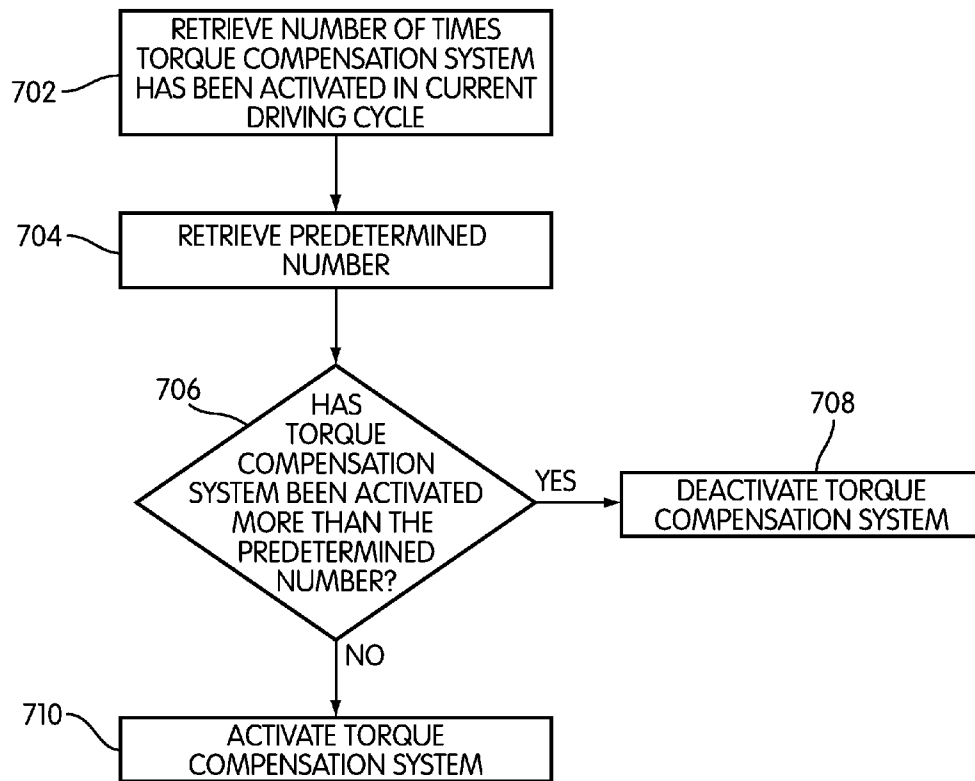 RETRIEVE NUMBER OF TIMES
TORQUE COMPENSATION SYSTEM
HAS BEEN ACTIVATED IN CURRENT
DRIVING CYCLE
702
704
RETRIEVE PREDETERMINED
NUMBER
706
HAS
TORQUE
COMPENSATION
SYSTEM BEEN ACTIVATED
MORE THAN THE
PREDETERMINED
NUMBER?
YES
708
DEACTIVATE TORQUE
COMPENSATION SYSTEM
NO
710
ACTIVATE TORQUE
COMPENSATION SYSTEM